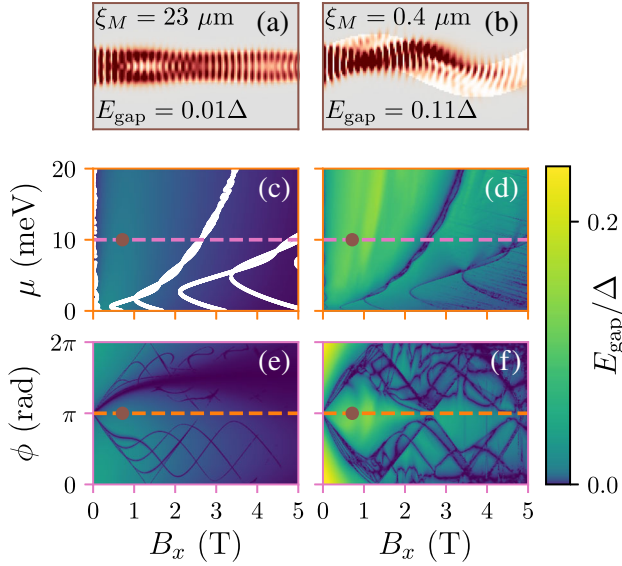 ξ_M = 23 μm (a)
E_gap = 0.01Δ
ξ_M = 0.4 μm (b)
E_gap = 0.11Δ
μ (meV)
20
10
0
(c)
(d)
0.2
0.0
E_gap/Δ
ϕ (rad)
2π
π
0
(e)
(f)
0 1 2 3 4 5
B_x (T)
0 1 2 3 4 5
B_x (T)